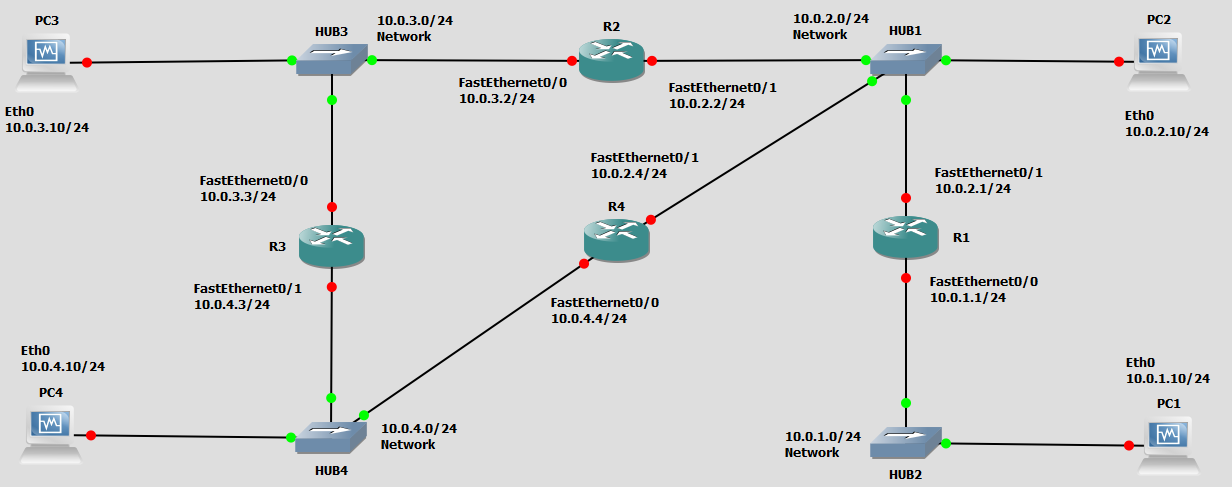 PC3
HUB3
10.0.3.0/24
Network
R2
10.0.2.0/24
Network
HUB1
PC2
FastEthernet0/0
10.0.3.2/24
FastEthernet0/1
10.0.2.2/24
Eth0
10.0.3.10/24
Eth0
10.0.2.10/24
FastEthernet0/1
10.0.2.4/24
FastEthernet0/0
10.0.3.3/24
FastEthernet0/1
10.0.2.1/24
R4
R3
R1
FastEthernet0/1
10.0.4.3/24
FastEthernet0/0
10.0.4.4/24
FastEthernet0/0
10.0.1.1/24
Eth0
10.0.4.10/24
PC4
Eth0
10.0.1.10/24
PC1
10.0.4.0/24
Network
HUB4
10.0.1.0/24
Network
HUB2